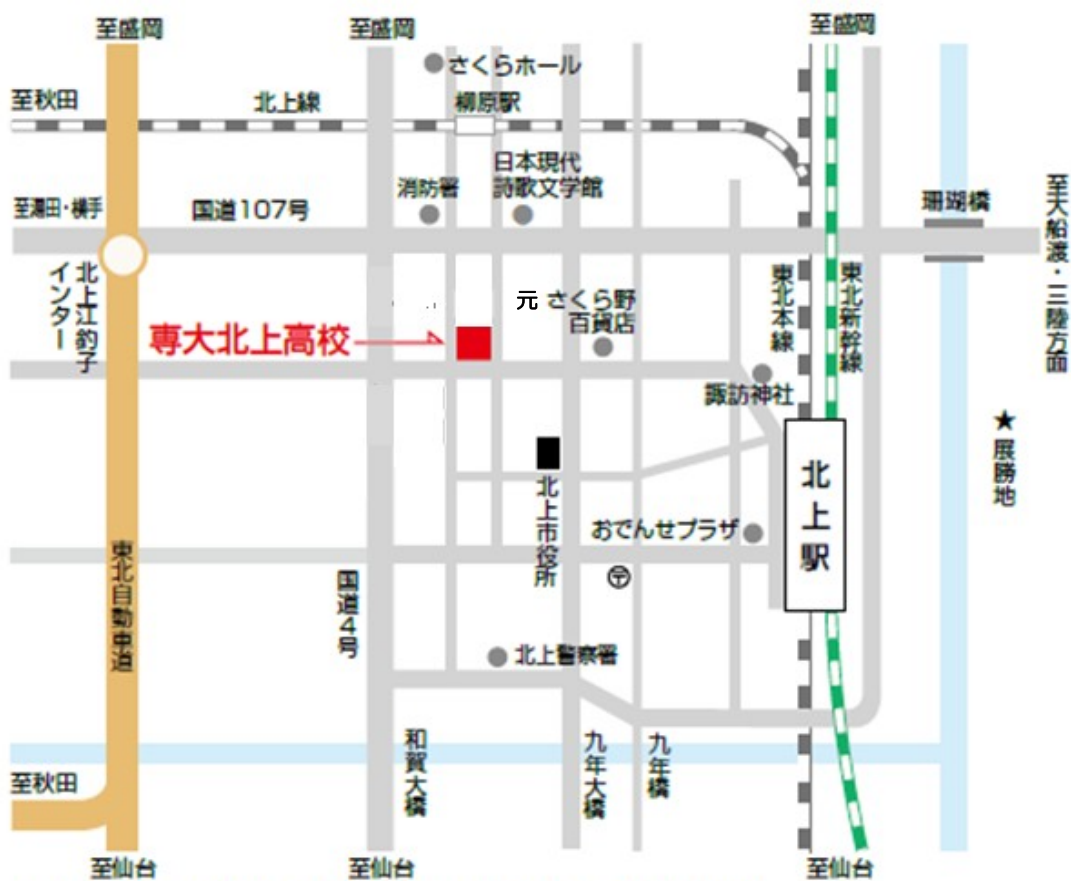 至盛岡
至盛岡
至盛岡
さくらホール
至秋田
北上線
柳原駅
日本現代
詩歌文学館
消防署
至湯田・横手
国道107号
珊瑚橋
至大船渡・三陸方面
北上江釣子
インター
元 さくら野
百貨店
東北本線
東北新幹線
専大北上高校
諏訪神社
★展勝地
北上駅
北上市役所
おでんせプラザ
〒
東北自動車道
国道4号
北上警察署
和賀大橋
九年大橋
九年橋
至秋田
至仙台
至仙台
至仙台